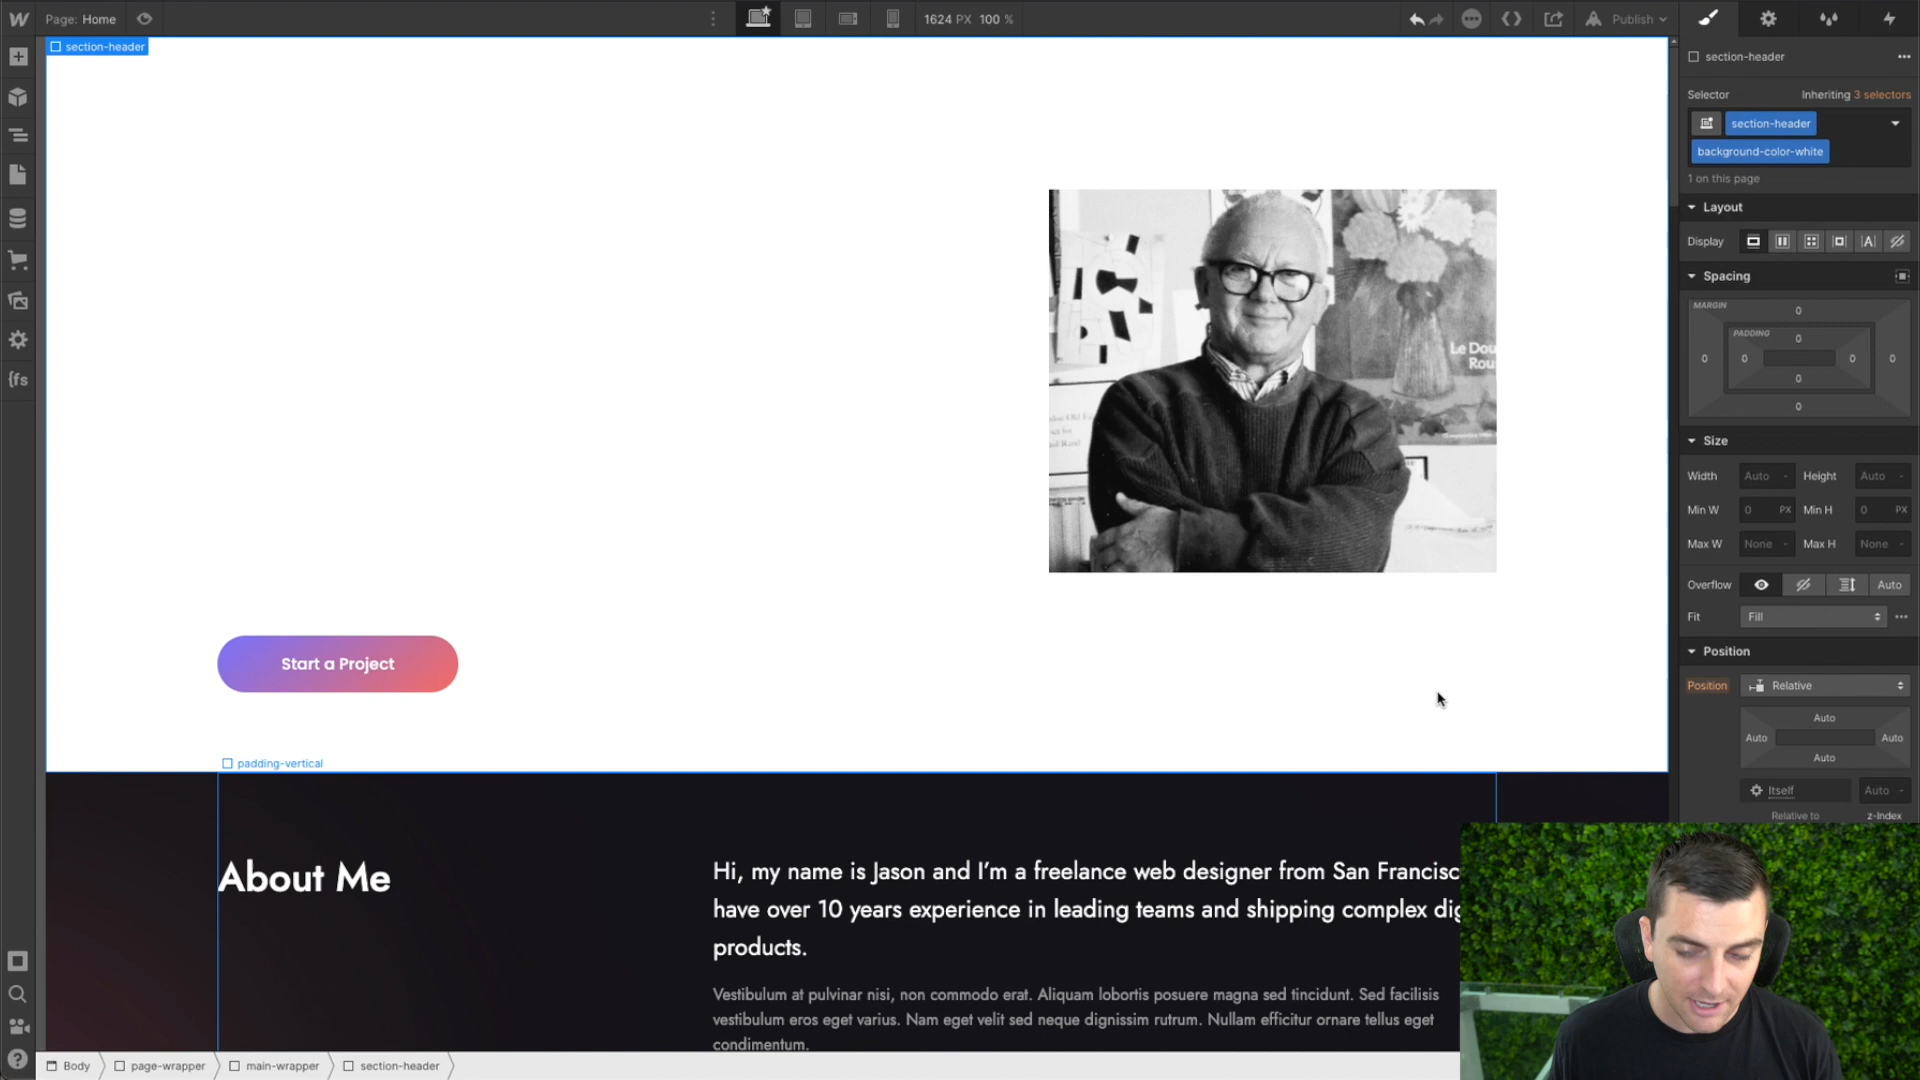 Page: Home
1624 PX 100 %
Publish
section-header
section-header
Selector
Inheriting 3 selectors
section-header
background-color-white
1 on this page
Layout
Display
Spacing
MARGIN
0
PADDING
0
0 0 0 0
0
0
Size
Width Auto - Height Auto -
Min W 0 PX Min H 0 PX
Max W None - Max H None -
Overflow Auto
Fit Fill
Position
Position Relative
Auto
Auto Auto
Auto
Itself Auto -
Relative to z-Index
Le Dou
Rou
Start a Project
padding-vertical
About Me
Hi, my name is Jason and I'm a freelance web designer from San Francisc
have over 10 years experience in leading teams and shipping complex dig
products.
Vestibulum at pulvinar nisi, non commodo erat. Aliquam lobortis posuere magna sed tincidunt. Sed facilisis
vestibulum eros eget varius. Nam eget velit sed neque dignissim rutrum. Nullam efficitur ornare tellus eget
condimentum.
Body page-wrapper main-wrapper section-header